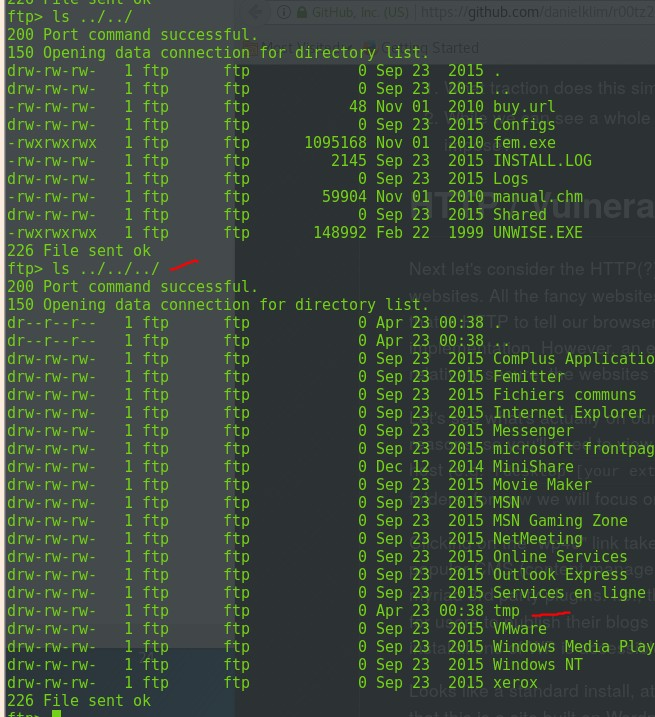 226 File sent ok
ftp> ls ../../
200 Port command successful.
150 Opening data connection for directory list.
drw-rw-rw-   1 ftp      ftp            0 Sep 23  2015 .
drw-rw-rw-   1 ftp      ftp            0 Sep 23  2015 ..
-rw-rw-rw-   1 ftp      ftp           48 Nov 01  2010 buy.url
drw-rw-rw-   1 ftp      ftp            0 Sep 23  2015 Configs
-rwxrwxrwx   1 ftp      ftp      1095168 Nov 01  2010 fem.exe
-rw-rw-rw-   1 ftp      ftp         2145 Sep 23  2015 INSTALL.LOG
drw-rw-rw-   1 ftp      ftp            0 Sep 23  2015 Logs
-rw-rw-rw-   1 ftp      ftp        59904 Nov 01  2010 manual.chm
drw-rw-rw-   1 ftp      ftp            0 Sep 23  2015 Shared
-rwxrwxrwx   1 ftp      ftp       148992 Feb 22  1999 UNWISE.EXE
226 File sent ok
ftp> ls ../../../
200 Port command successful.
150 Opening data connection for directory list.
dr--r--r--   1 ftp      ftp            0 Apr 23 00:38 .
dr--r--r--   1 ftp      ftp            0 Apr 23 00:38 ..
drw-rw-rw-   1 ftp      ftp            0 Sep 23  2015 ComPlus Applicatio
drw-rw-rw-   1 ftp      ftp            0 Sep 23  2015 Femitter
drw-rw-rw-   1 ftp      ftp            0 Sep 23  2015 Fichiers communs
drw-rw-rw-   1 ftp      ftp            0 Sep 23  2015 Internet Explorer
drw-rw-rw-   1 ftp      ftp            0 Sep 23  2015 Messenger
drw-rw-rw-   1 ftp      ftp            0 Sep 23  2015 microsoft frontpag
drw-rw-rw-   1 ftp      ftp            0 Dec 12  2014 MiniShare
drw-rw-rw-   1 ftp      ftp            0 Sep 23  2015 Movie Maker
drw-rw-rw-   1 ftp      ftp            0 Sep 23  2015 MSN
drw-rw-rw-   1 ftp      ftp            0 Sep 23  2015 MSN Gaming Zone
drw-rw-rw-   1 ftp      ftp            0 Sep 23  2015 NetMeeting
drw-rw-rw-   1 ftp      ftp            0 Sep 23  2015 Online Services
drw-rw-rw-   1 ftp      ftp            0 Sep 23  2015 Outlook Express
drw-rw-rw-   1 ftp      ftp            0 Sep 23  2015 Services en ligne
drw-rw-rw-   1 ftp      ftp            0 Apr 23 00:38 tmp
drw-rw-rw-   1 ftp      ftp            0 Sep 23  2015 VMware
drw-rw-rw-   1 ftp      ftp            0 Sep 23  2015 Windows Media Play
drw-rw-rw-   1 ftp      ftp            0 Sep 23  2015 Windows NT
drw-rw-rw-   1 ftp      ftp            0 Sep 23  2015 xerox
226 File sent ok
ftp>
GitHub, Inc. (US) https://github.com/danielklim/r00tz2
Started
Next let's consider the HTTP(?
websites. All the fancy website